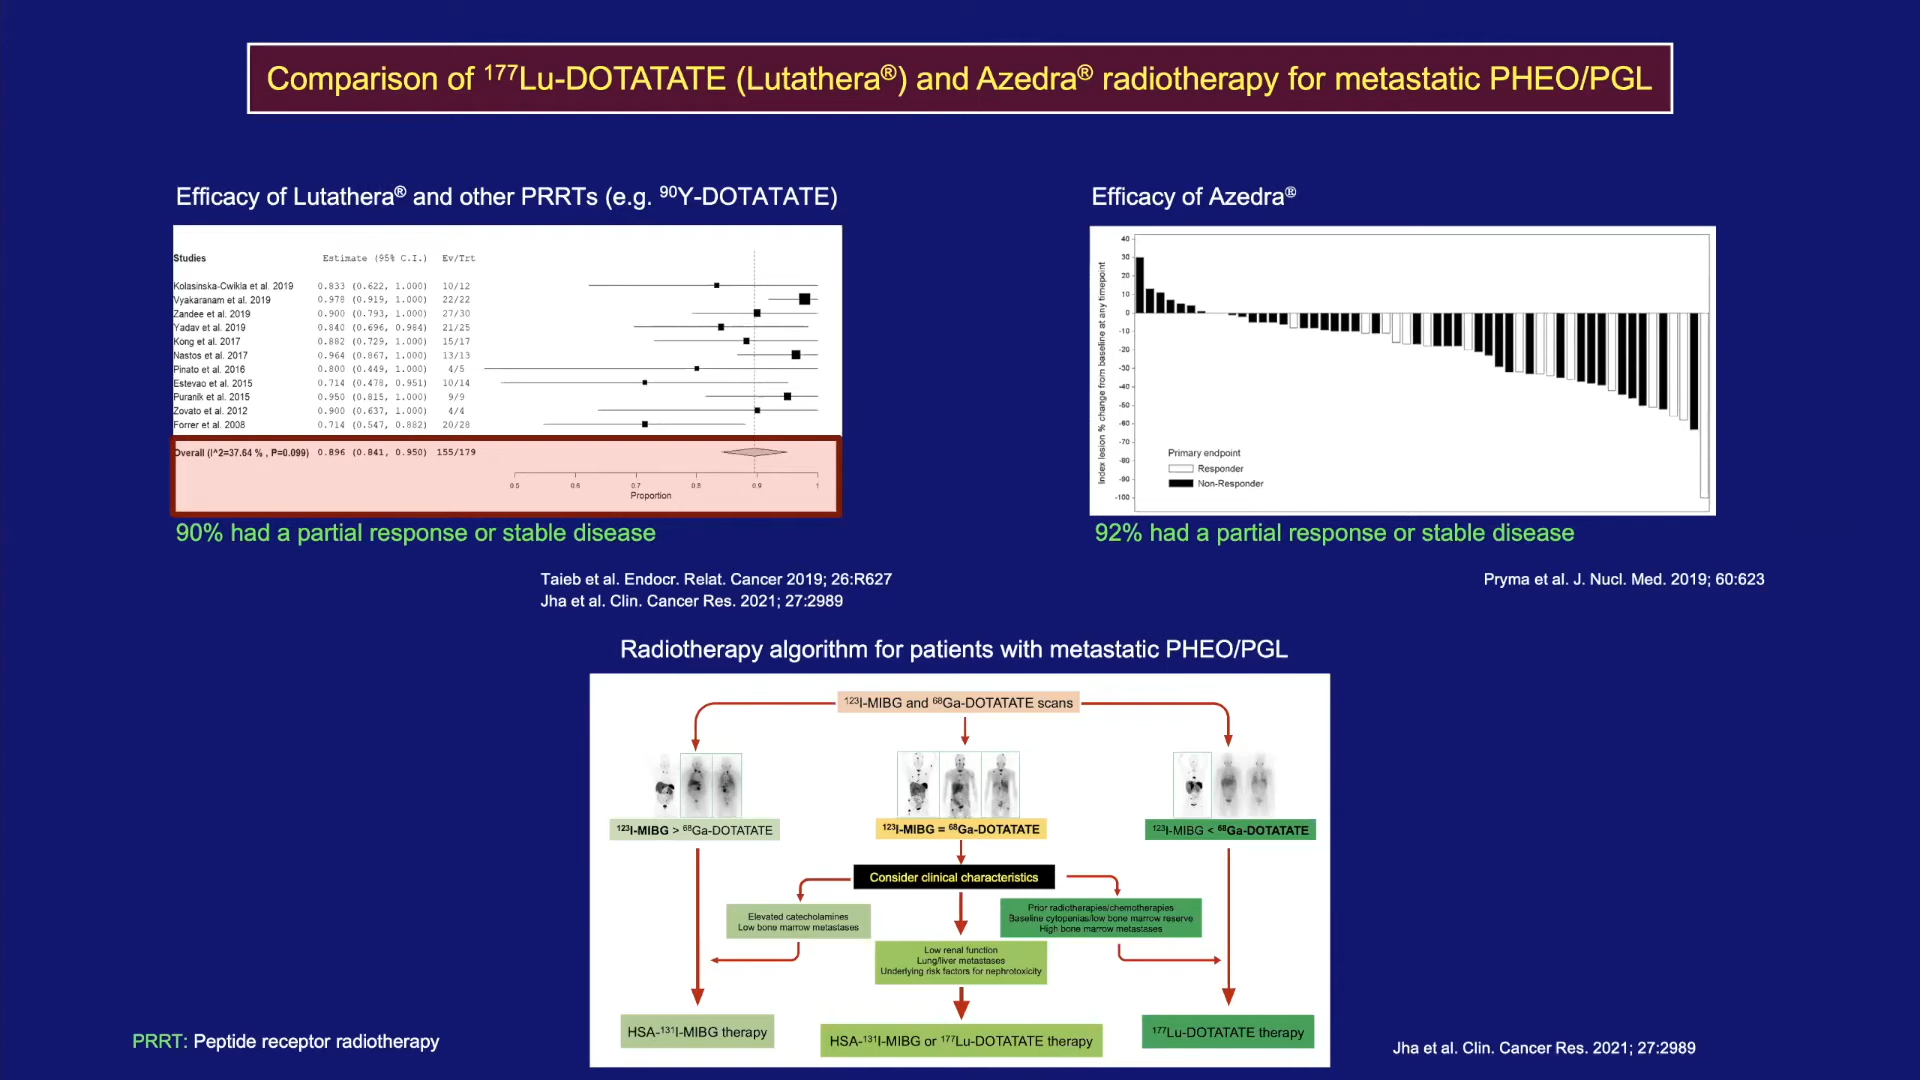 Comparison of ¹⁷⁷Lu-DOTATATE (Lutathera®) and Azedra® radiotherapy for metastatic PHEO/PGL
Efficacy of Lutathera® and other PRRTs (e.g. ⁹⁰Y-DOTATATE)
Studies Estimate (95% C.I.) Ev/Trt
Kolasinska-Cwikla et al. 2019 0.833 (0.622, 1.000) 10/12
Vyakaranam et al. 2019 0.978 (0.919, 1.000) 22/22
Zandee et al. 2019 0.900 (0.793, 1.000) 27/30
Yadav et al. 2019 0.840 (0.696, 0.984) 21/25
Kong et al. 2017 0.882 (0.729, 1.000) 15/17
Nastos et al. 2017 0.964 (0.867, 1.000) 13/13
Pinato et al. 2016 0.800 (0.449, 1.000) 4/5
Estevao et al. 2015 0.714 (0.478, 0.951) 10/14
Puranik et al. 2015 0.950 (0.815, 1.000) 9/9
Zovato et al. 2012 0.900 (0.637, 1.000) 4/4
Forrer et al. 2008 0.714 (0.547, 0.882) 20/28
Overall (I^2=37.64 % , P=0.099) 0.896 (0.841, 0.950) 155/179
0.5 0.6 0.7 0.8 0.9 1
Proportion
90% had a partial response or stable disease
Taieb et al. Endocr. Relat. Cancer 2019; 26:R627
Jha et al. Clin. Cancer Res. 2021; 27:2989
Efficacy of Azedra®
Index lesion % change from baseline at any timepoint
40
30
20
10
0
-10
-20
-30
-40
-50
-60
-70
-80
-90
-100
Primary endpoint
Responder
Non-Responder
92% had a partial response or stable disease
Pryma et al. J. Nucl. Med. 2019; 60:623
Radiotherapy algorithm for patients with metastatic PHEO/PGL
¹²³I-MIBG and ⁶⁸Ga-DOTATATE scans
¹²³I-MIBG > ⁶⁸Ga-DOTATATE
¹²³I-MIBG = ⁶⁸Ga-DOTATATE
¹²³I-MIBG < ⁶⁸Ga-DOTATATE
Consider clinical characteristics
Elevated catecholamines
Low bone marrow metastases
Low renal function
Lung/liver metastases
Underlying risk factors for nephrotoxicity
Prior radiotherapies/chemotherapies
Baseline cytopenias/low bone marrow reserve
High bone marrow metastases
HSA-¹³¹I-MIBG therapy
HSA-¹³¹I-MIBG or ¹⁷⁷Lu-DOTATATE therapy
¹⁷⁷Lu-DOTATATE therapy
PRRT: Peptide receptor radiotherapy
Jha et al. Clin. Cancer Res. 2021; 27:2989